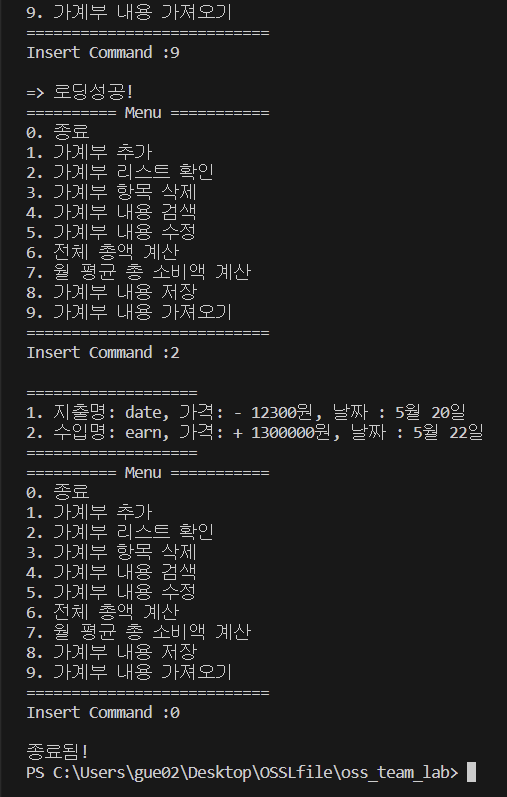 9. 가계부 내용 가져오기
===========================
Insert Command :9
=> 로딩성공!
========== Menu ===========
0. 종료
1. 가계부 추가
2. 가계부 리스트 확인
3. 가계부 항목 삭제
4. 가계부 내용 검색
5. 가계부 내용 수정
6. 전체 총액 계산
7. 월 평균 총 소비액 계산
8. 가계부 내용 저장
9. 가계부 내용 가져오기
===========================
Insert Command :2
===================
1. 지출명: date, 가격: - 12300원, 날짜 : 5월 20일
2. 수입명: earn, 가격: + 1300000원, 날짜 : 5월 22일
===================
========== Menu ===========
0. 종료
1. 가계부 추가
2. 가계부 리스트 확인
3. 가계부 항목 삭제
4. 가계부 내용 검색
5. 가계부 내용 수정
6. 전체 총액 계산
7. 월 평균 총 소비액 계산
8. 가계부 내용 저장
9. 가계부 내용 가져오기
===========================
Insert Command :0
종료됨!
PS C:\Users\gue02\Desktop\OSSLfile\oss_team_lab>